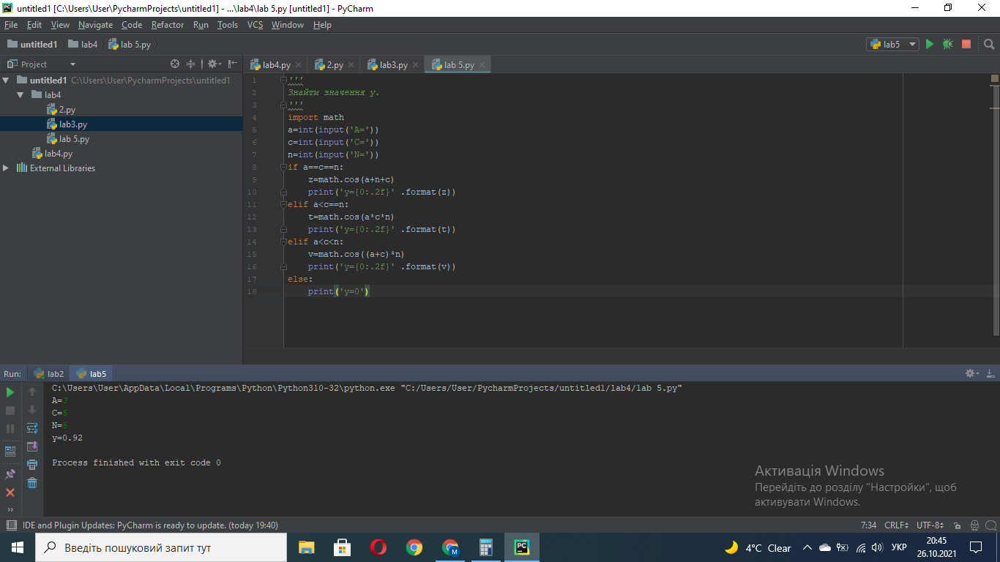 untitled1 [C:\Users\User\PycharmProjects\untitled1] - ...\lab4\lab 5.py [untitled1] - PyCharm
File Edit View Navigate Code Refactor Run Tools VCS Window Help
untitled1 lab4 lab 5.py lab5
Project lab4.py 2.py lab3.py lab 5.py
untitled1 C:\Users\User\PycharmProjects\untitled1
lab4
2.py
lab3.py
lab 5.py
lab4.py
External Libraries
1 '''
2 Знайти значення y.
3 '''
4 import math
5 a=int(input('A='))
6 c=int(input('C='))
7 n=int(input('N='))
8 if a==c==n:
9 z=math.cos(a+n+c)
10 print('y={0:.2f}' .format(z))
11 elif a<c==n:
12 t=math.cos(a*c*n)
13 print('y={0:.2f}' .format(t))
14 elif a<c<n:
15 v=math.cos((a+c)*n)
16 print('y={0:.2f}' .format(v))
17 else:
18 print('y=0')
Run: lab2 lab5
C:\Users\User\AppData\Local\Programs\Python\Python310-32\python.exe "C:/Users/User/PycharmProjects/untitled1/lab4/lab 5.py"
A=3
C=5
N=5
y=0.92
Process finished with exit code 0
Активація Windows
Перейдіть до розділу "Настройки", щоб
активувати Windows.
IDE and Plugin Updates: PyCharm is ready to update. (today 19:40) 7:34 CRLF UTF-8
Введіть пошуковий запит тут
4°C Clear
УКР
20:45
26.10.2021